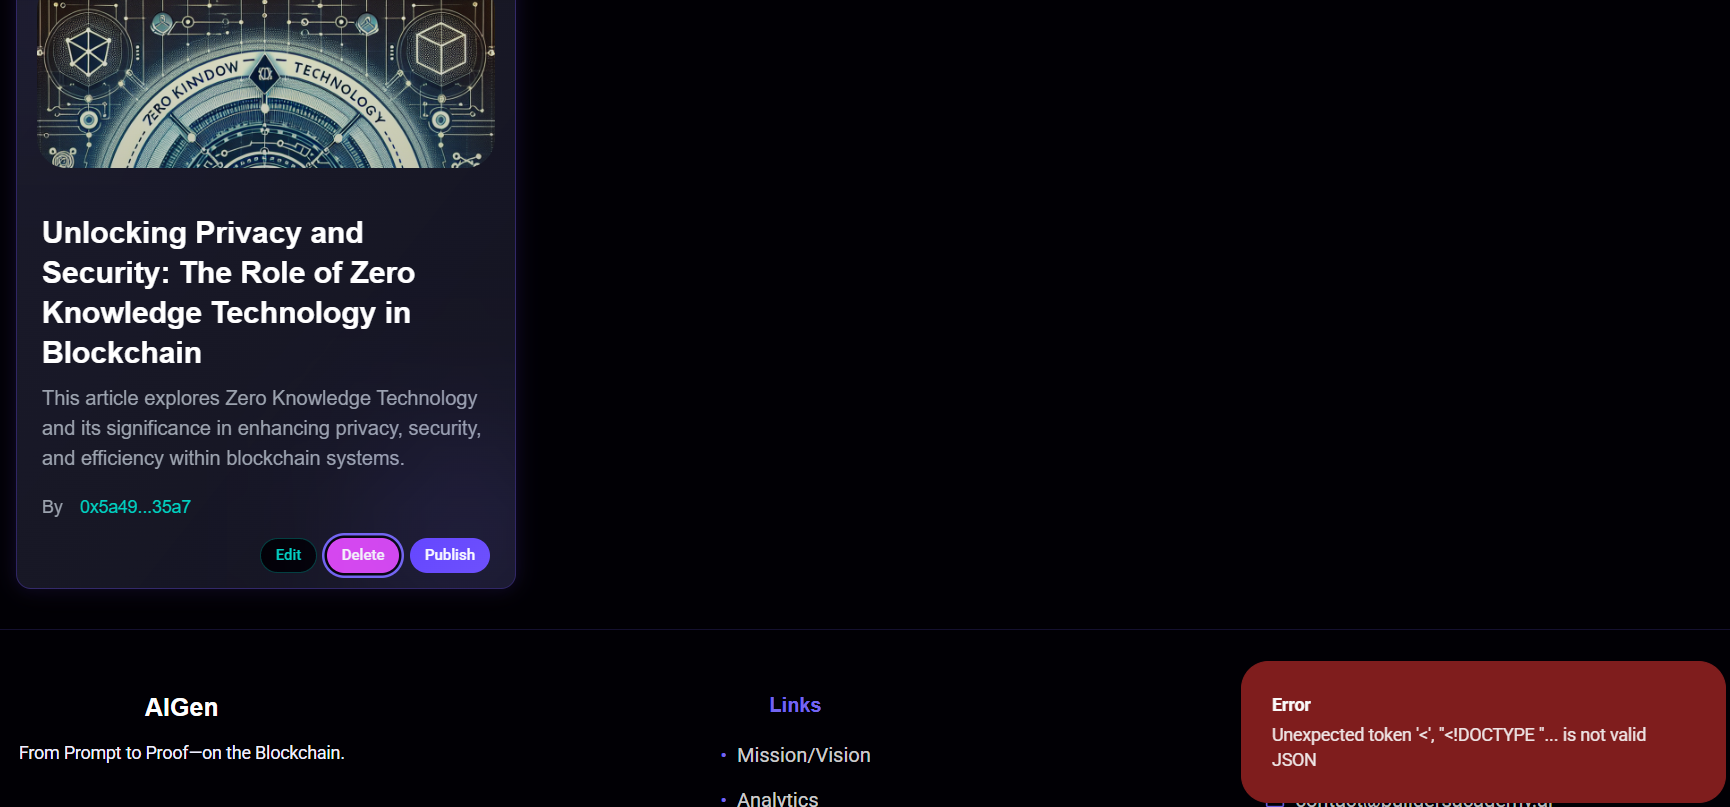 ZERO KINNDOW TECHNOLOGY
Unlocking Privacy and
Security: The Role of Zero
Knowledge Technology in
Blockchain
This article explores Zero Knowledge Technology
and its significance in enhancing privacy, security,
and efficiency within blockchain systems.
By 0x5a49...35a7
Edit Delete Publish
AIGen
From Prompt to Proof—on the Blockchain.
Links
• Mission/Vision
• Analytics
Error
Unexpected token '<', "<!DOCTYPE "... is not valid
JSON